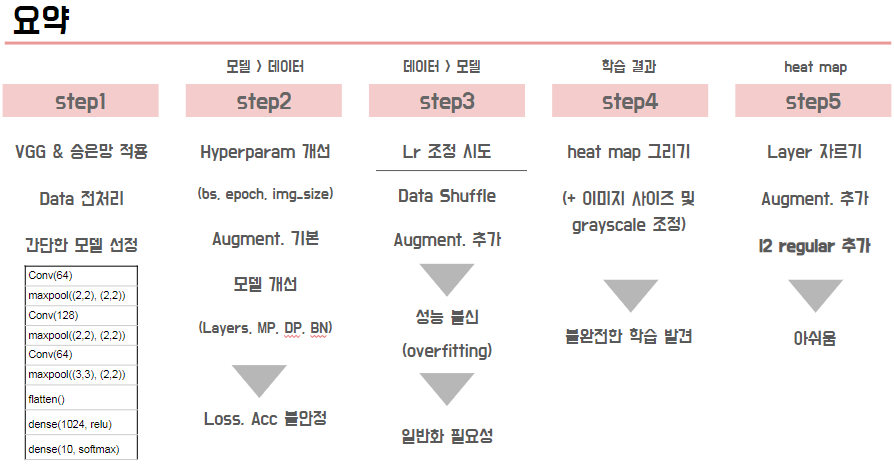 요약
step1
VGG & 승은망 적용
Data 전처리
간단한 모델 선정
Conv(64)
maxpool((2,2), (2,2))
Conv(128)
maxpool((2,2), (2,2))
Conv(64)
maxpool((3,3), (2,2))
flatten()
dense(1024, relu)
dense(10, softmax)
모델 > 데이터
step2
Hyperparam 개선
(bs, epoch, img_size)
Augment. 기본
모델 개선
(Layers, MP, DP, BN)
Loss, Acc 불안정
데이터 > 모델
step3
Lr 조정 시도
Data Shuffle
Augment. 추가
성능 불신
(overfitting)
일반화 필요성
학습 결과
step4
heat map 그리기
(+ 이미지 사이즈 및
grayscale 조정)
불완전한 학습 발견
heat map
step5
Layer 자르기
Augment. 추가
l2 regular 추가
아쉬움